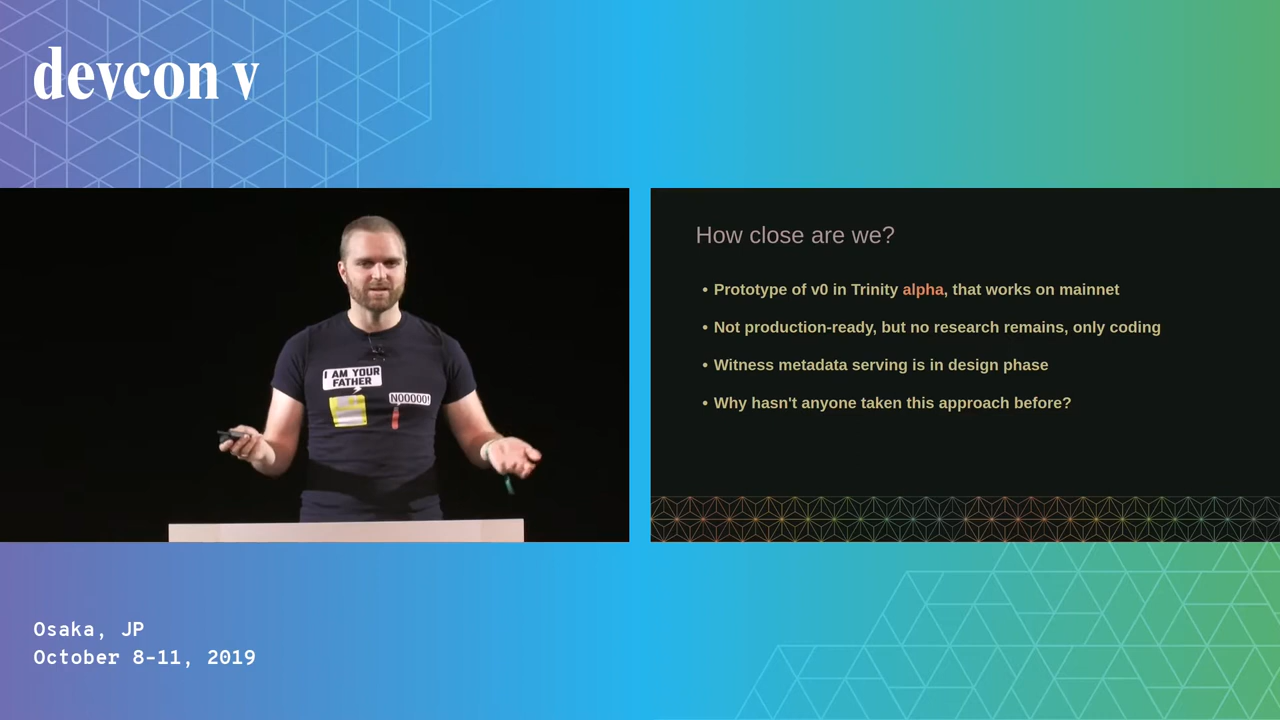 devcon v
I AM YOUR
FATHER
NOOOOO!
How close are we?
• Prototype of v0 in Trinity alpha, that works on mainnet
• Not production-ready, but no research remains, only coding
• Witness metadata serving is in design phase
• Why hasn't anyone taken this approach before?
Osaka, JP
October 8-11, 2019